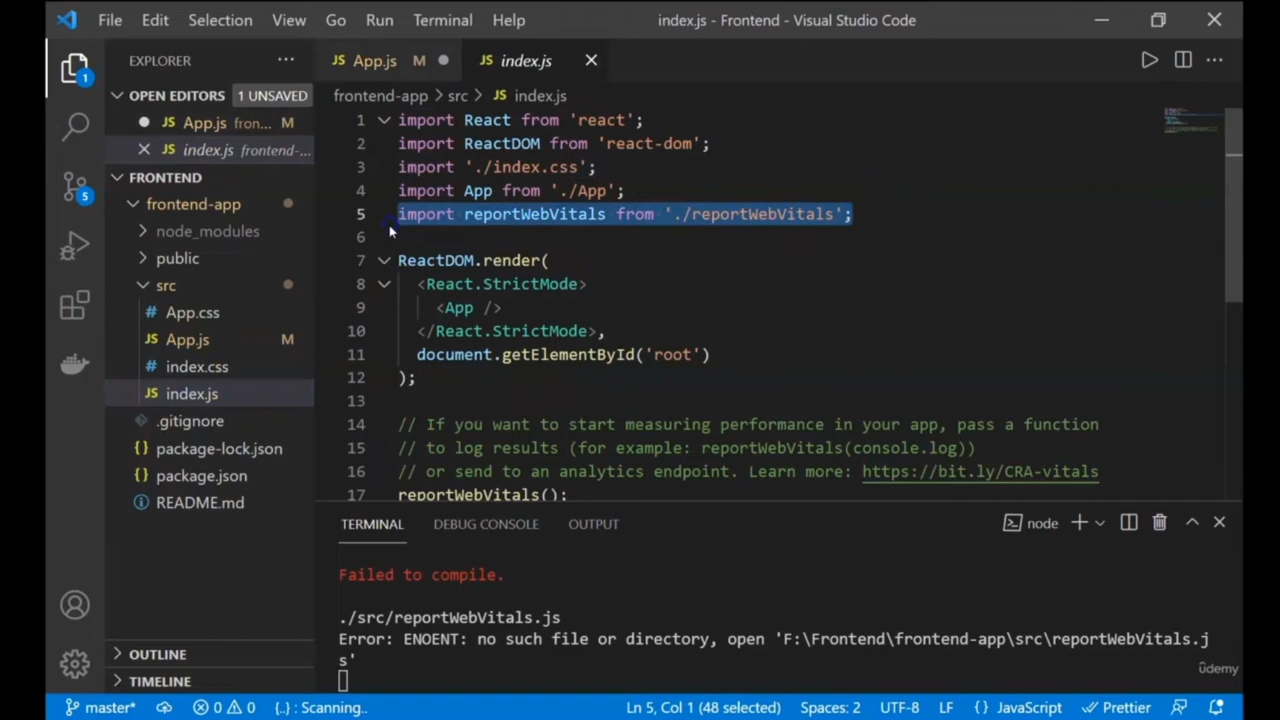 File Edit Selection View Go Run Terminal Help index.js - Frontend - Visual Studio Code
EXPLORER
1
OPEN EDITORS 1 UNSAVED
App.js fron... M
index.js frontend-...
5
FRONTEND
frontend-app
node_modules
public
src
App.css
App.js M
index.css
index.js
.gitignore
package-lock.json
package.json
README.md
OUTLINE
TIMELINE
JS App.js M
JS index.js
frontend-app > src > JS index.js
1 import React from 'react';
2 import ReactDOM from 'react-dom';
3 import './index.css';
4 import App from './App';
5 import reportWebVitals from './reportWebVitals';
6
7 ReactDOM.render(
8 <React.StrictMode>
9 <App />
10 </React.StrictMode>,
11 document.getElementById('root')
12 );
13
14 // If you want to start measuring performance in your app, pass a function
15 // to log results (for example: reportWebVitals(console.log))
16 // or send to an analytics endpoint. Learn more: https://bit.ly/CRA-vitals
17 reportWebVitals();
TERMINAL DEBUG CONSOLE OUTPUT node
Failed to compile.
./src/reportWebVitals.js
Error: ENOENT: no such file or directory, open 'F:\Frontend\frontend-app\src\reportWebVitals.j
s'
ûdemy
master* 0 0 {..} : Scanning.. Ln 5, Col 1 (48 selected) Spaces: 2 UTF-8 LF {} JavaScript Prettier